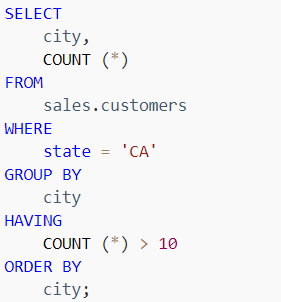 SELECT
    city,
    COUNT (*)
FROM
    sales.customers
WHERE
    state = 'CA'
GROUP BY
    city
HAVING
    COUNT (*) > 10
ORDER BY
    city;